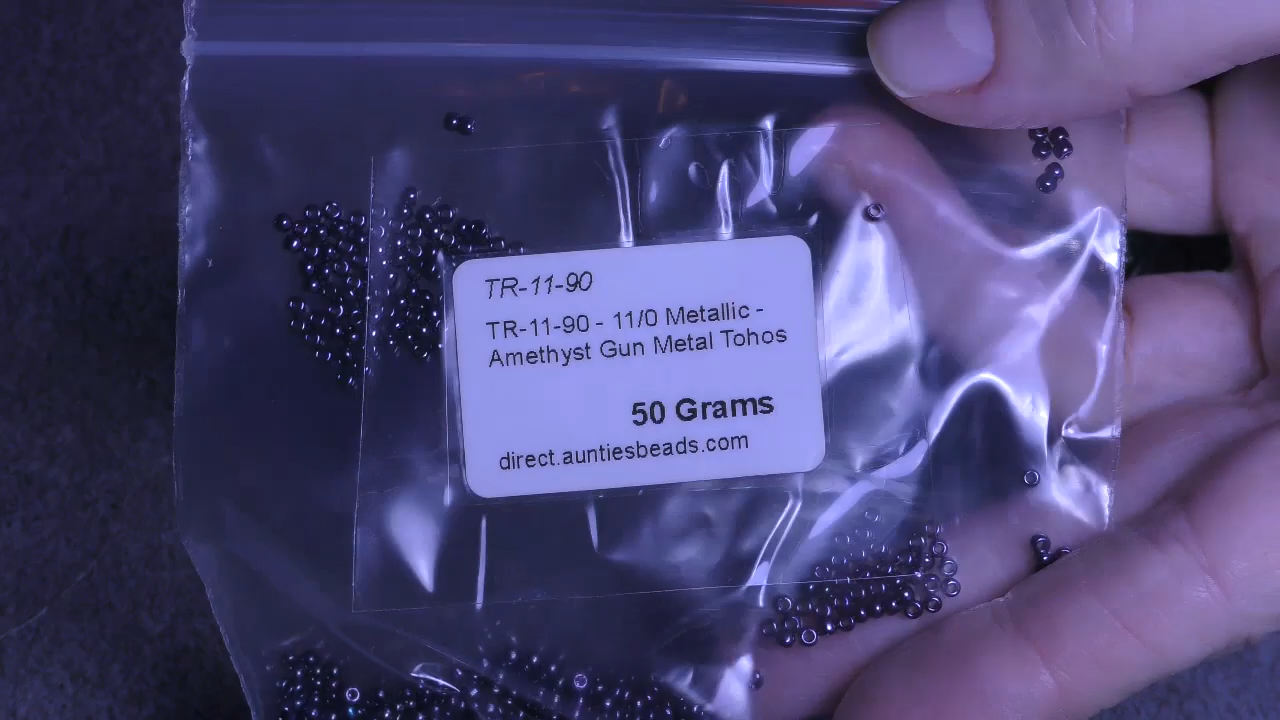 TR-11-90
TR-11-90 - 11/0 Metallic -
Amethyst Gun Metal Tohos
50 Grams
direct.auntiesbeads.com